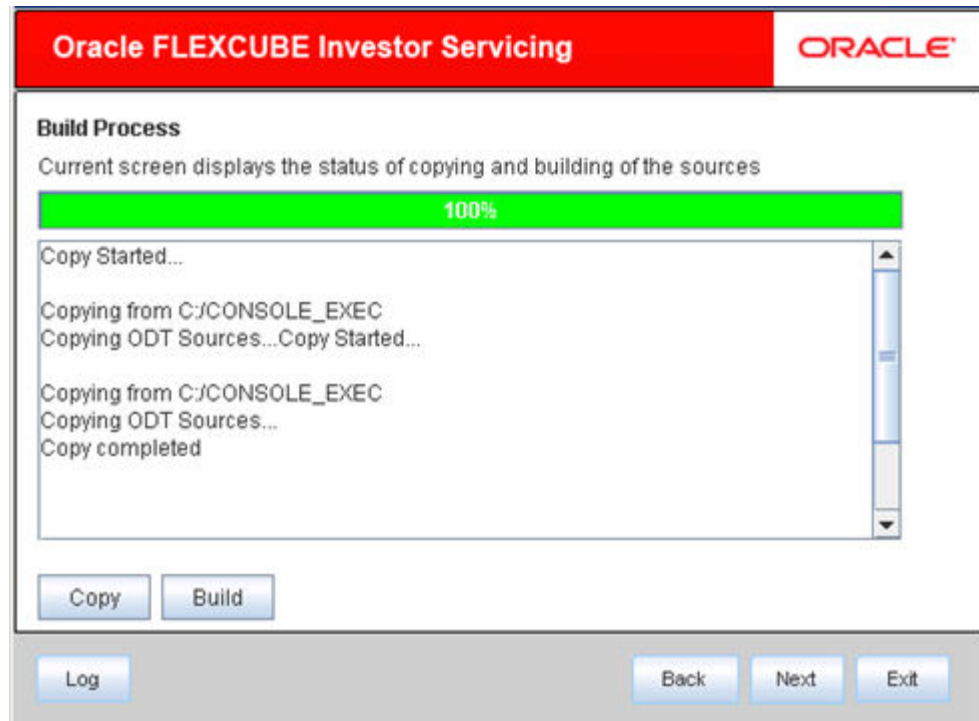 Oracle FLEXCUBE Investor Servicing
ORACLE
Build Process
Current screen displays the status of copying and building of the sources
100%
Copy Started...
Copying from C:/CONSOLE_EXEC
Copying ODT Sources...Copy Started...
Copying from C:/CONSOLE_EXEC
Copying ODT Sources...
Copy completed
Copy Build
Log Back Next Exit